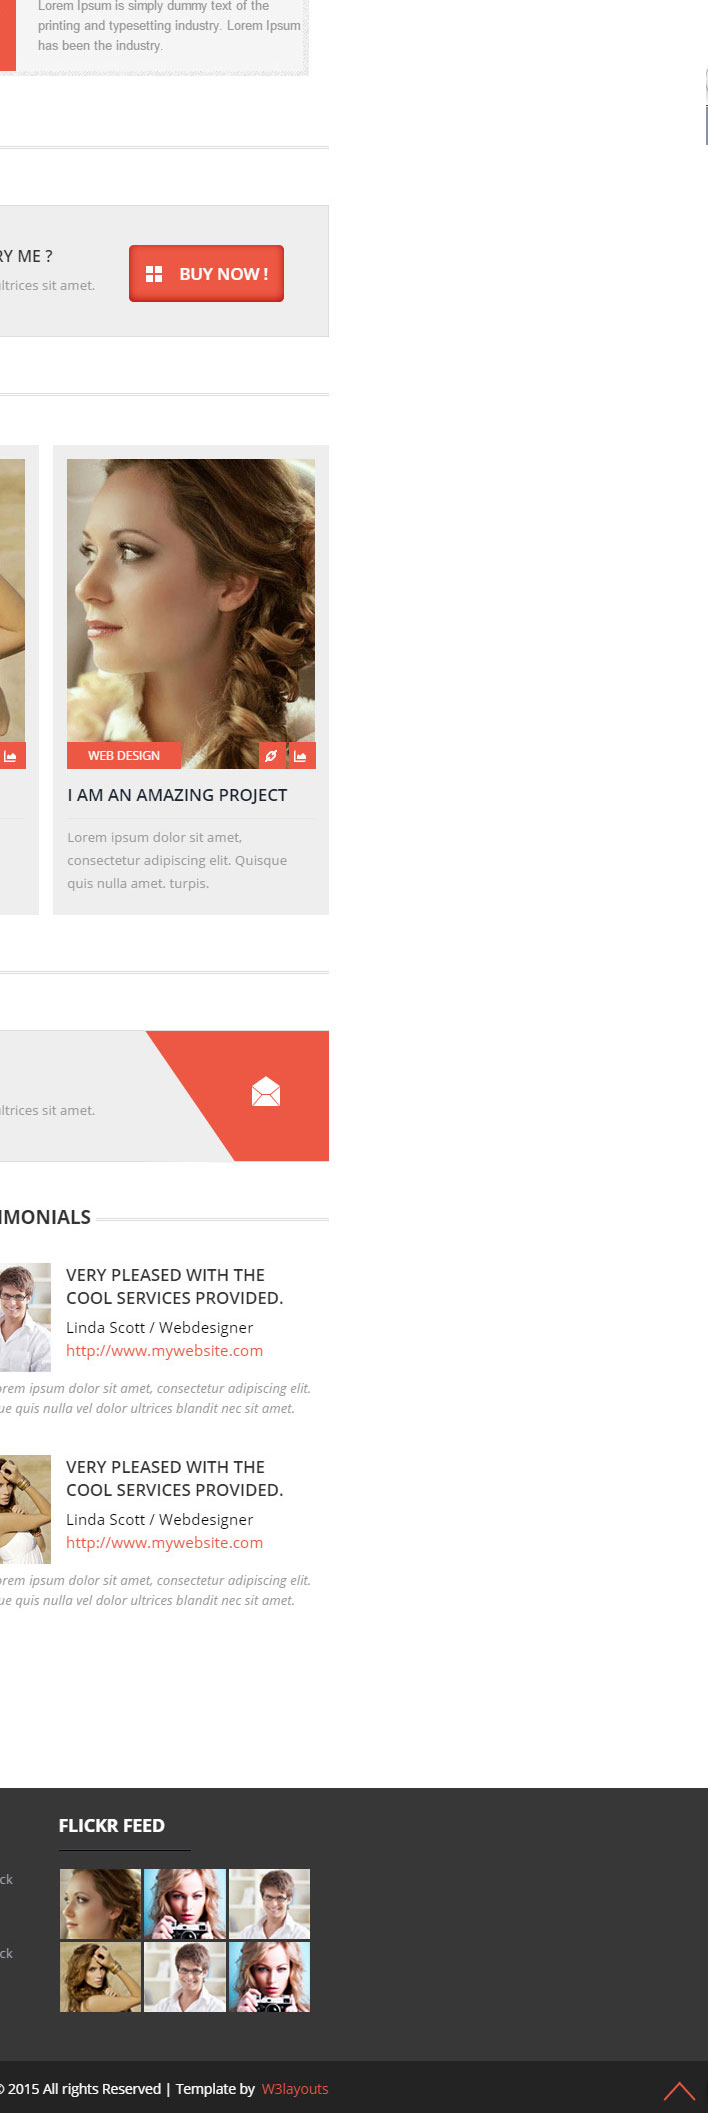 Lorem Ipsum is simply dummy text of the
printing and typesetting industry. Lorem Ipsum
has been the industry.
RY ME ?
ultrices sit amet.
BUY NOW !
WEB DESIGN
I AM AN AMAZING PROJECT
Lorem ipsum dolor sit amet,
consectetur adipiscing elit. Quisque
quis nulla amet. turpis.
ultrices sit amet.
IMONIALS
VERY PLEASED WITH THE
COOL SERVICES PROVIDED.
Linda Scott / Webdesigner
http://www.mywebsite.com
orem ipsum dolor sit amet, consectetur adipiscing elit.
ue quis nulla vel dolor ultrices blandit nec sit amet.
VERY PLEASED WITH THE
COOL SERVICES PROVIDED.
Linda Scott / Webdesigner
http://www.mywebsite.com
orem ipsum dolor sit amet, consectetur adipiscing elit.
ue quis nulla vel dolor ultrices blandit nec sit amet.
FLICKR FEED
ck
ck
© 2015 All rights Reserved | Template by W3layouts